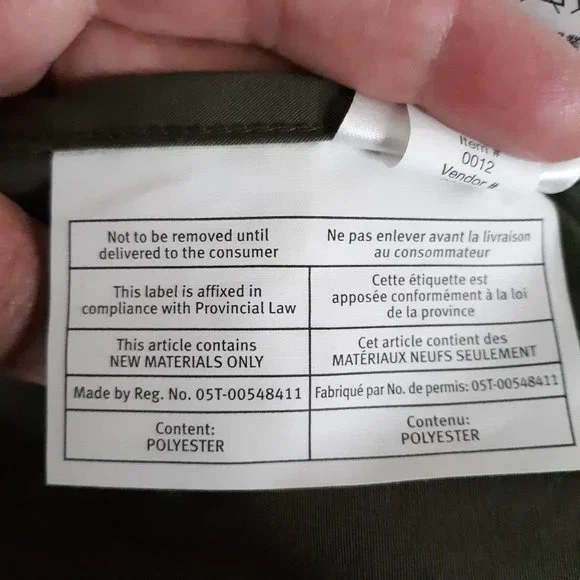 Item #
0012
Vendor #
Not to be removed until
delivered to the consumer
Ne pas enlever avant la livraison
au consommateur
This label is affixed in
compliance with Provincial Law
Cette étiquette est
apposée conformément à la loi
de la province
This article contains
NEW MATERIALS ONLY
Cet article contient des
MATÉRIAUX NEUFS SEULEMENT
Made by Reg. No. 05T-00548411
Fabriqué par No. de permis: 05T-00548411
Content:
POLYESTER
Contenu:
POLYESTER